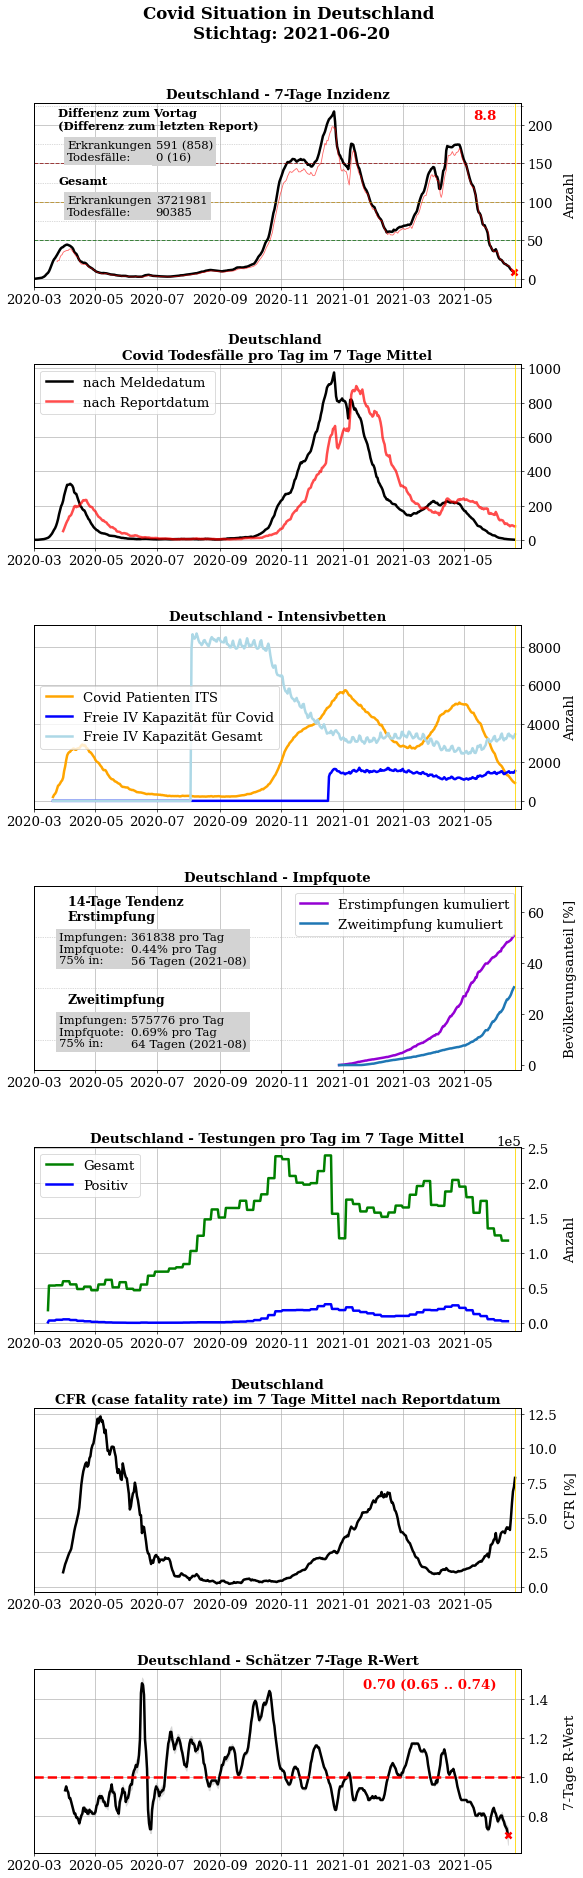 Covid Situation in Deutschland
Stichtag: 2021-06-20
Deutschland - 7-Tage Inzidenz
Differenz zum Vortag
(Differenz zum letzten Report)
Erkrankungen 591 (858)
Todesfälle: 0 (16)
Gesamt
Erkrankungen 3721981
Todesfälle: 90385
8.8
200
150
100
50
0
Anzahl
2020-03 2020-05 2020-07 2020-09 2020-11 2021-01 2021-03 2021-05
Deutschland
Covid Todesfälle pro Tag im 7 Tage Mittel
nach Meldedatum
nach Reportdatum
1000
800
600
400
200
0
2020-03 2020-05 2020-07 2020-09 2020-11 2021-01 2021-03 2021-05
Deutschland - Intensivbetten
Covid Patienten ITS
Freie IV Kapazität für Covid
Freie IV Kapazität Gesamt
8000
6000
4000
2000
0
Anzahl
2020-03 2020-05 2020-07 2020-09 2020-11 2021-01 2021-03 2021-05
Deutschland - Impfquote
14-Tage Tendenz
Erstimpfung
Impfungen: 361838 pro Tag
Impfquote: 0.44% pro Tag
75% in: 56 Tagen (2021-08)
Zweitimpfung
Impfungen: 575776 pro Tag
Impfquote: 0.69% pro Tag
75% in: 64 Tagen (2021-08)
Erstimpfungen kumuliert
Zweitimpfung kumuliert
60
40
20
0
Bevölkerungsanteil [%]
2020-03 2020-05 2020-07 2020-09 2020-11 2021-01 2021-03 2021-05
Deutschland - Testungen pro Tag im 7 Tage Mittel
1e5
Gesamt
Positiv
2.5
2.0
1.5
1.0
0.5
0.0
Anzahl
2020-03 2020-05 2020-07 2020-09 2020-11 2021-01 2021-03 2021-05
Deutschland
CFR (case fatality rate) im 7 Tage Mittel nach Reportdatum
12.5
10.0
7.5
5.0
2.5
0.0
CFR [%]
2020-03 2020-05 2020-07 2020-09 2020-11 2021-01 2021-03 2021-05
Deutschland - Schätzer 7-Tage R-Wert
0.70 (0.65 .. 0.74)
1.4
1.2
1.0
0.8
7-Tage R-Wert
2020-03 2020-05 2020-07 2020-09 2020-11 2021-01 2021-03 2021-05